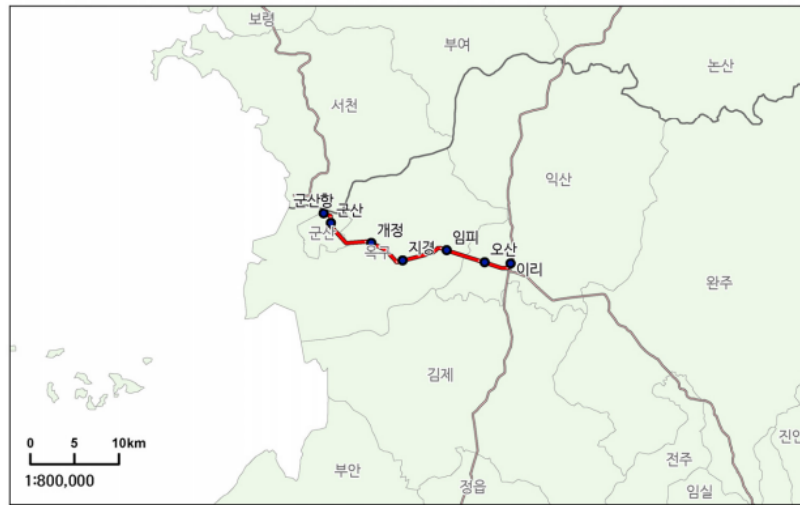 보령
부여
논산
서천
익산
군산항
군산
군산
개정
옥구
지경
임피
오산
이리
완주
김제
전주
진안
부안
정읍
임실
0 5 10km
1:800,000